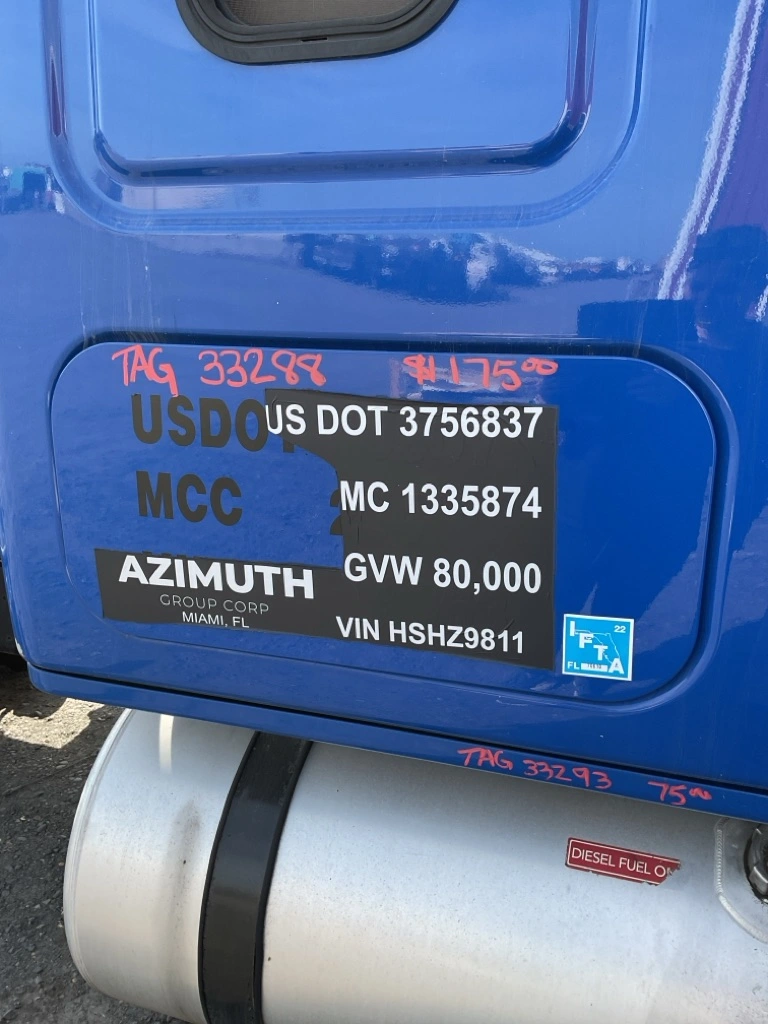 TAG 33288 $175.00
USDOT
US DOT 3756837
MCC
MC 1335874
AZIMUTH
GROUP CORP
MIAMI, FL
GVW 80,000
VIN HSHZ9811
IFTA
22
FL
TAG 33293 75.00
DIESEL FUEL